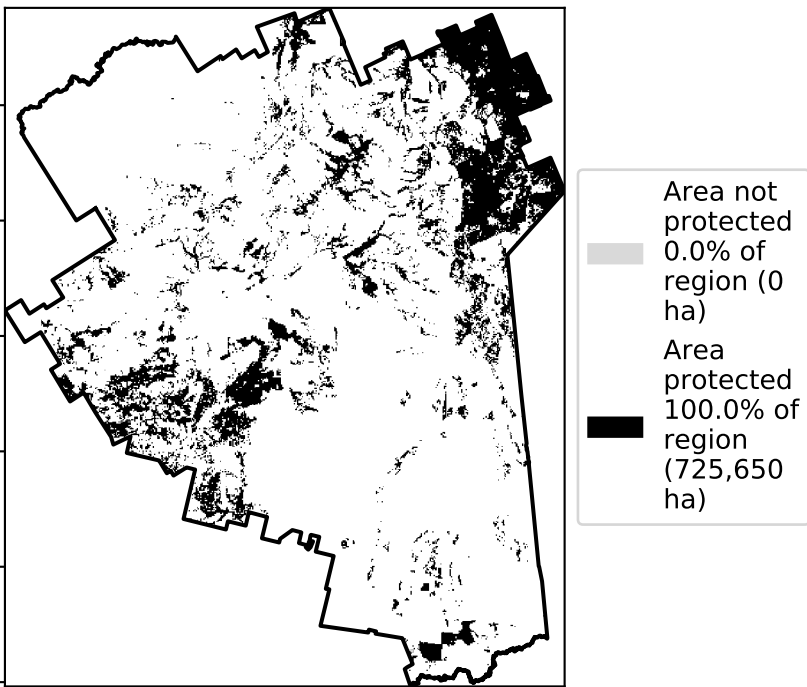 Area not
protected
0.0% of
region (0
ha)
Area
protected
100.0% of
region
(725,650
ha)